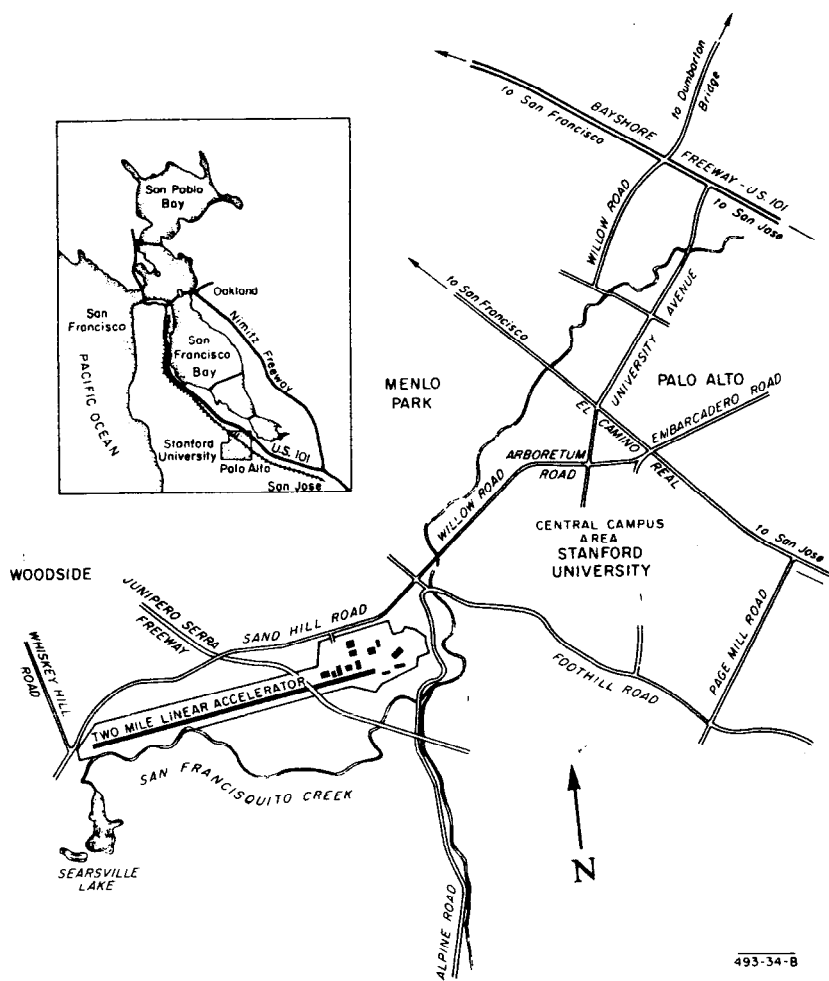 to Dumbarton
Bridge
to San Francisco
BAYSHORE
FREEWAY - U.S. 101
to San Jose
WILLOW ROAD
UNIVERSITY AVENUE
to San Francisco
San Pablo
Bay
Oakland
San
Francisco
San
Francisco
Bay
Nimitz Freeway
PACIFIC OCEAN
Stanford
University
U.S. 101
Palo Alto
San Jose
MENLO
PARK
PALO ALTO
EL CAMINO REAL
EMBARCADERO ROAD
ARBORETUM
ROAD
WILLOW ROAD
CENTRAL CAMPUS
AREA
STANFORD
UNIVERSITY
to San Jose
WOODSIDE
JUNIPERO SERRA
FREEWAY
SAND HILL ROAD
WHISKEY HILL
ROAD
FOOTHILL ROAD
PAGE MILL ROAD
TWO MILE LINEAR ACCELERATOR
SAN FRANCISQUITO CREEK
SEARSVILLE
LAKE
N
ALPINE ROAD
493-34-B